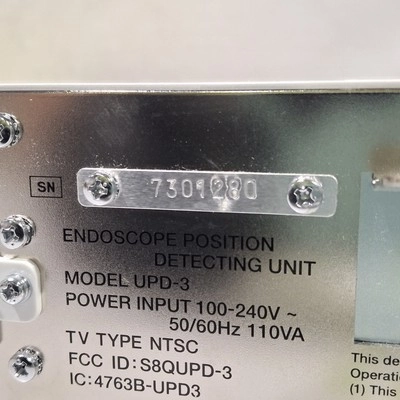 SN 7301280
ENDOSCOPE POSITION
DETECTING UNIT
MODEL UPD-3
POWER INPUT 100-240V ~
50/60Hz 110VA
TV TYPE NTSC
FCC ID:S8QUPD-3
IC:4763B-UPD3
This de
Operati
(1) This